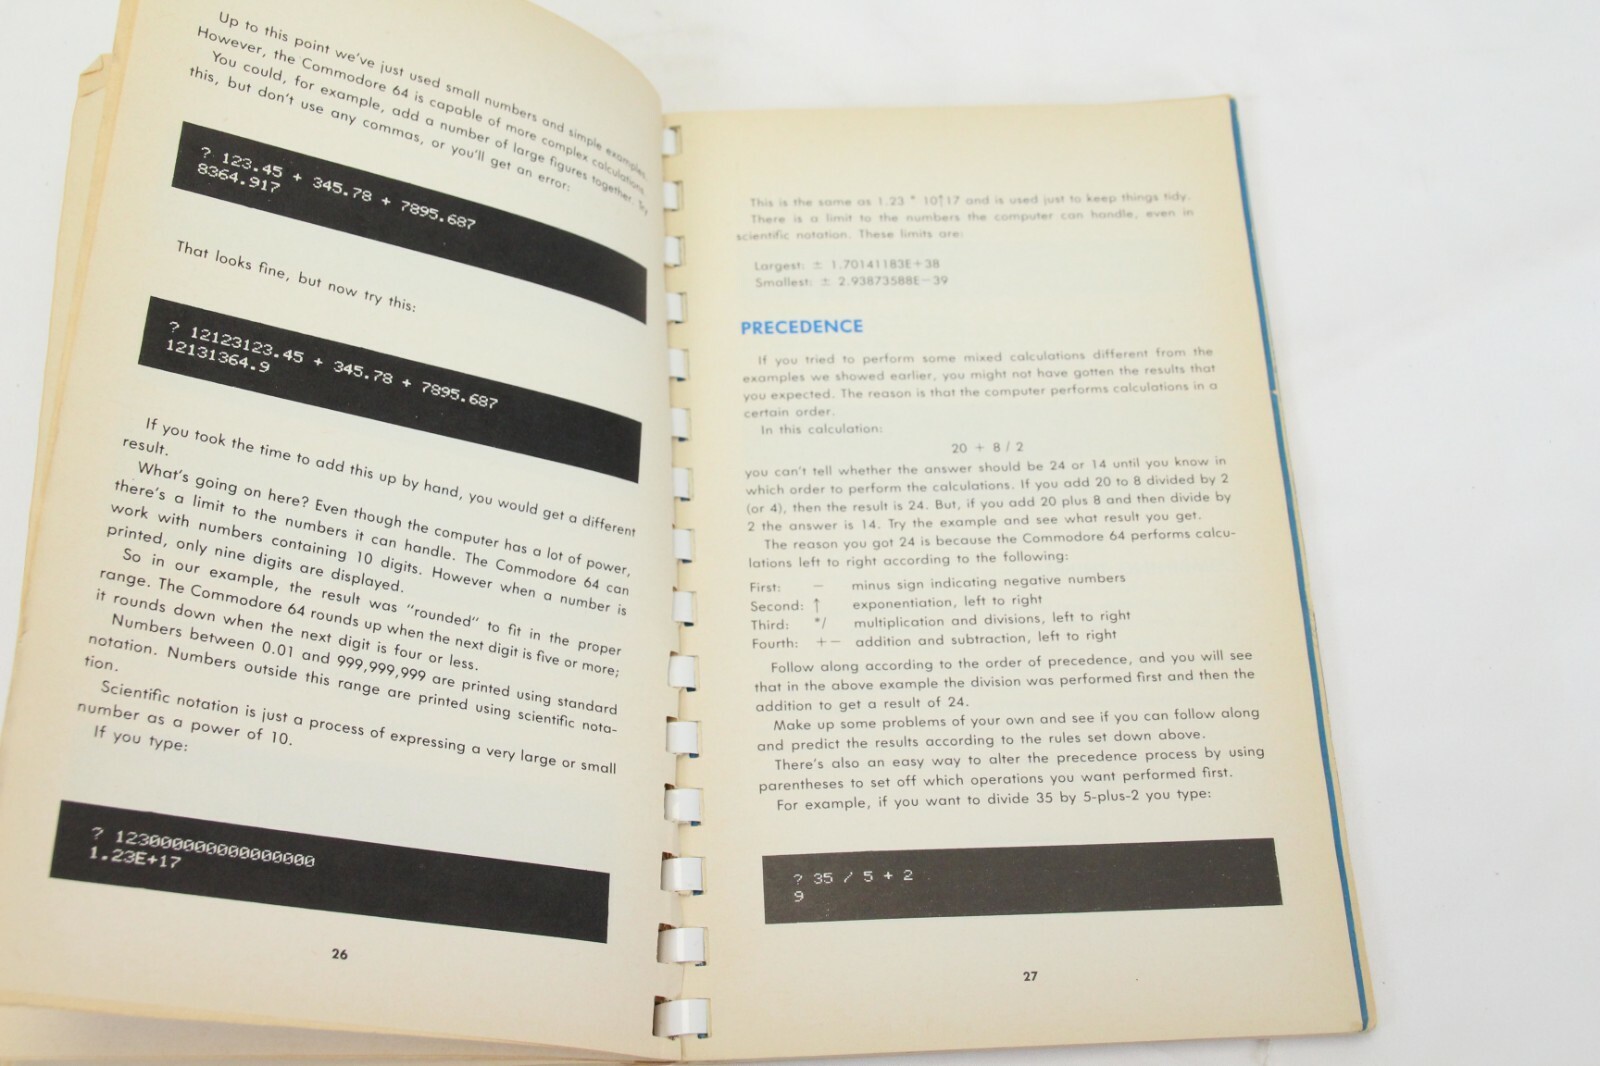 Up to this point we've just used small numbers and simple examples.
However, the Commodore 64 is capable of more complex calculations.
You could, for example, add a number of large figures together. Try
this, but don't use any commas, or you'll get an error:
? 123.45 + 345.78 + 7895.687
8364.917
That looks fine, but now try this:
? 12123123.45 + 345.78 + 7895.687
12131364.9
If you took the time to add this up by hand, you would get a different
result.
What's going on here? Even though the computer has a lot of power,
there's a limit to the numbers it can handle. The Commodore 64 can
work with numbers containing 10 digits. However when a number is
printed, only nine digits are displayed.
So in our example, the result was "rounded" to fit in the proper
range. The Commodore 64 rounds up when the next digit is five or more;
it rounds down when the next digit is four or less.
Numbers between 0.01 and 999,999,999 are printed using standard
notation. Numbers outside this range are printed using scientific nota-
tion.
Scientific notation is just a process of expressing a very large or small
number as a power of 10.
If you type:
? 123000000000000000
1.23E+17
26
This is the same as 1.23 * 10↑17 and is used just to keep things tidy.
There is a limit to the numbers the computer can handle, even in
scientific notation. These limits are:
Largest: ± 1.70141183E+38
Smallest: ± 2.93873588E−39
PRECEDENCE
If you tried to perform some mixed calculations different from the
examples we showed earlier, you might not have gotten the results that
you expected. The reason is that the computer performs calculations in a
certain order.
In this calculation:
20 + 8 / 2
you can't tell whether the answer should be 24 or 14 until you know in
which order to perform the calculations. If you add 20 to 8 divided by 2
(or 4), then the result is 24. But, if you add 20 plus 8 and then divide by
2 the answer is 14. Try the example and see what result you get.
The reason you got 24 is because the Commodore 64 performs calcu-
lations left to right according to the following:
First: − minus sign indicating negative numbers
Second: ↑ exponentiation, left to right
Third: */ multiplication and divisions, left to right
Fourth: +− addition and subtraction, left to right
Follow along according to the order of precedence, and you will see
that in the above example the division was performed first and then the
addition to get a result of 24.
Make up some problems of your own and see if you can follow along
and predict the results according to the rules set down above.
There's also an easy way to alter the precedence process by using
parentheses to set off which operations you want performed first.
For example, if you want to divide 35 by 5-plus-2 you type:
? 35 / 5 + 2
9
27